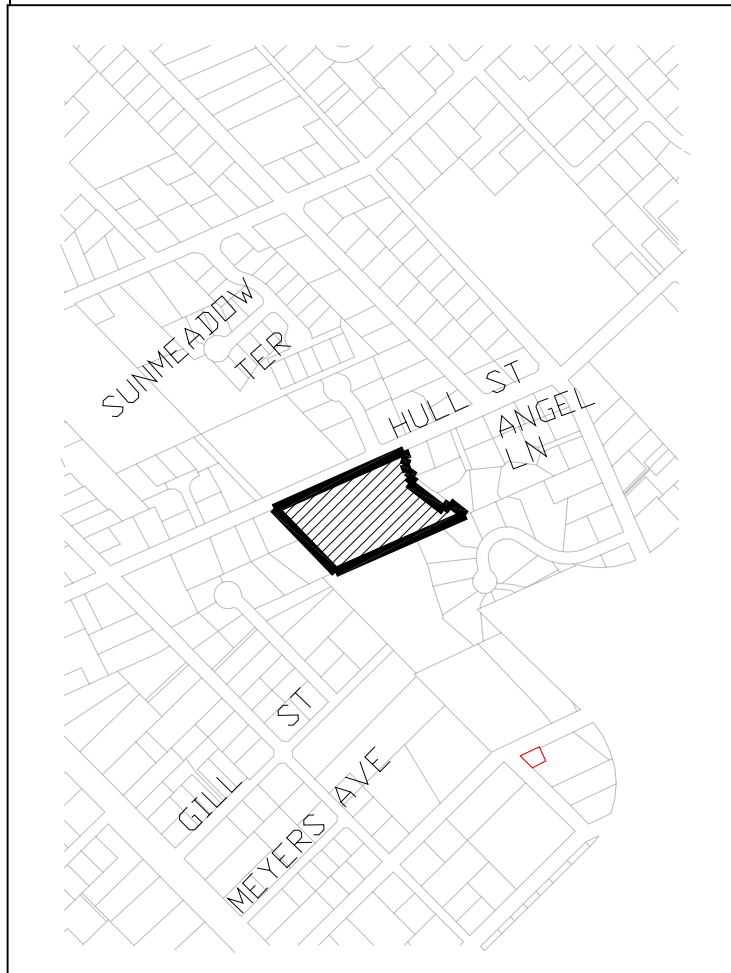 SUNMEADOW
TER
HULL ST
ANGEL
LN
GILL ST
MEYERS AVE